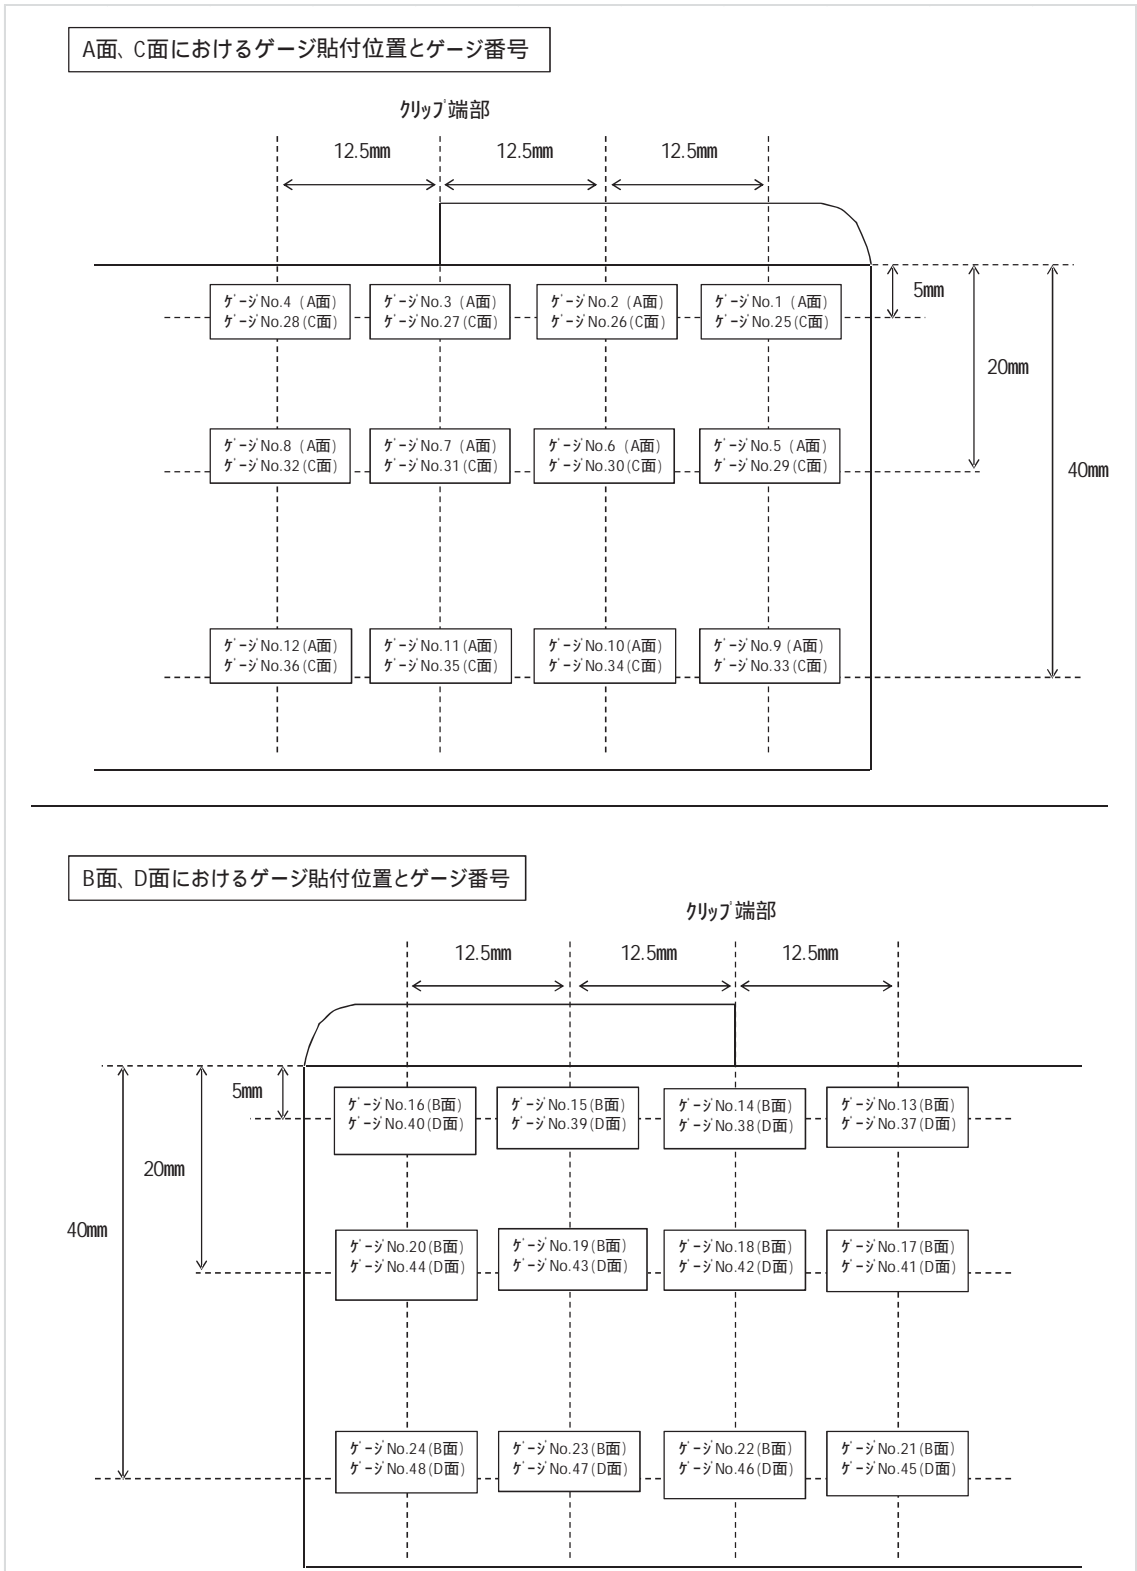 A面、C面におけるゲージ貼付位置とゲージ番号
ｸﾘｯﾌﾟ端部
12.5mm 12.5mm 12.5mm
5mm
ｹﾞｰｼﾞNo.4 (A面) ｹﾞｰｼﾞNo.3 (A面) ｹﾞｰｼﾞNo.2 (A面) ｹﾞｰｼﾞNo.1 (A面)
ｹﾞｰｼﾞNo.28(C面) ｹﾞｰｼﾞNo.27(C面) ｹﾞｰｼﾞNo.26(C面) ｹﾞｰｼﾞNo.25(C面)
20mm
ｹﾞｰｼﾞNo.8 (A面) ｹﾞｰｼﾞNo.7 (A面) ｹﾞｰｼﾞNo.6 (A面) ｹﾞｰｼﾞNo.5 (A面)
ｹﾞｰｼﾞNo.32(C面) ｹﾞｰｼﾞNo.31(C面) ｹﾞｰｼﾞNo.30(C面) ｹﾞｰｼﾞNo.29(C面)
40mm
ｹﾞｰｼﾞNo.12(A面) ｹﾞｰｼﾞNo.11(A面) ｹﾞｰｼﾞNo.10(A面) ｹﾞｰｼﾞNo.9 (A面)
ｹﾞｰｼﾞNo.36(C面) ｹﾞｰｼﾞNo.35(C面) ｹﾞｰｼﾞNo.34(C面) ｹﾞｰｼﾞNo.33(C面)
B面、D面におけるゲージ貼付位置とゲージ番号
ｸﾘｯﾌﾟ端部
12.5mm 12.5mm 12.5mm
5mm
ｹﾞｰｼﾞNo.16(B面) ｹﾞｰｼﾞNo.15(B面) ｹﾞｰｼﾞNo.14(B面) ｹﾞｰｼﾞNo.13(B面)
ｹﾞｰｼﾞNo.40(D面) ｹﾞｰｼﾞNo.39(D面) ｹﾞｰｼﾞNo.38(D面) ｹﾞｰｼﾞNo.37(D面)
20mm
40mm
ｹﾞｰｼﾞNo.20(B面) ｹﾞｰｼﾞNo.19(B面) ｹﾞｰｼﾞNo.18(B面) ｹﾞｰｼﾞNo.17(B面)
ｹﾞｰｼﾞNo.44(D面) ｹﾞｰｼﾞNo.43(D面) ｹﾞｰｼﾞNo.42(D面) ｹﾞｰｼﾞNo.41(D面)
ｹﾞｰｼﾞNo.24(B面) ｹﾞｰｼﾞNo.23(B面) ｹﾞｰｼﾞNo.22(B面) ｹﾞｰｼﾞNo.21(B面)
ｹﾞｰｼﾞNo.48(D面) ｹﾞｰｼﾞNo.47(D面) ｹﾞｰｼﾞNo.46(D面) ｹﾞｰｼﾞNo.45(D面)